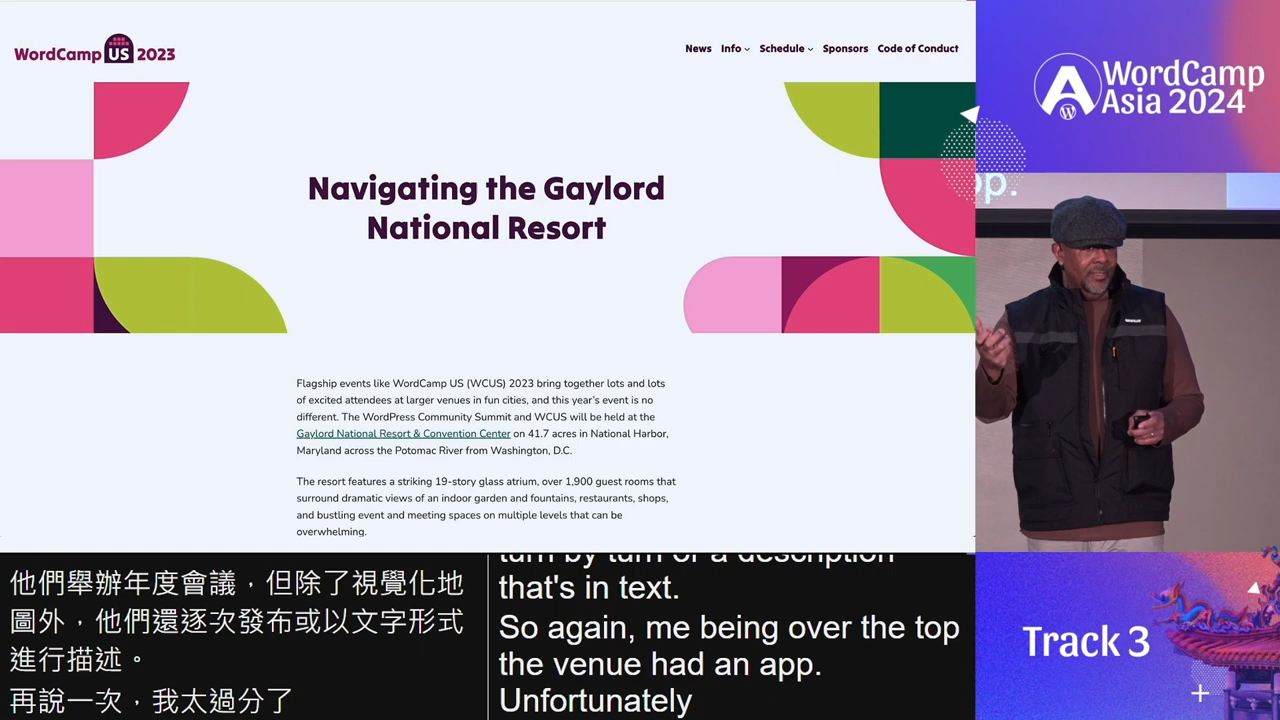 WordCamp US 2023
News Info Schedule Sponsors Code of Conduct
Navigating the Gaylord
National Resort
Flagship events like WordCamp US (WCUS) 2023 bring together lots and lots
of excited attendees at larger venues in fun cities, and this year's event is no
different. The WordPress Community Summit and WCUS will be held at the
Gaylord National Resort & Convention Center on 41.7 acres in National Harbor,
Maryland across the Potomac River from Washington, D.C.
The resort features a striking 19-story glass atrium, over 1,900 guest rooms that
surround dramatic views of an indoor garden and fountains, restaurants, shops,
and bustling event and meeting spaces on multiple levels that can be
overwhelming.
WordCamp
Asia 2024
pp.
他們舉辦年度會議，但除了視覺化地
圖外，他們還逐次發布或以文字形式
進行描述。
再說一次，我太過分了
turn by turn or a description
that's in text.
So again, me being over the top
the venue had an app.
Unfortunately
Track 3